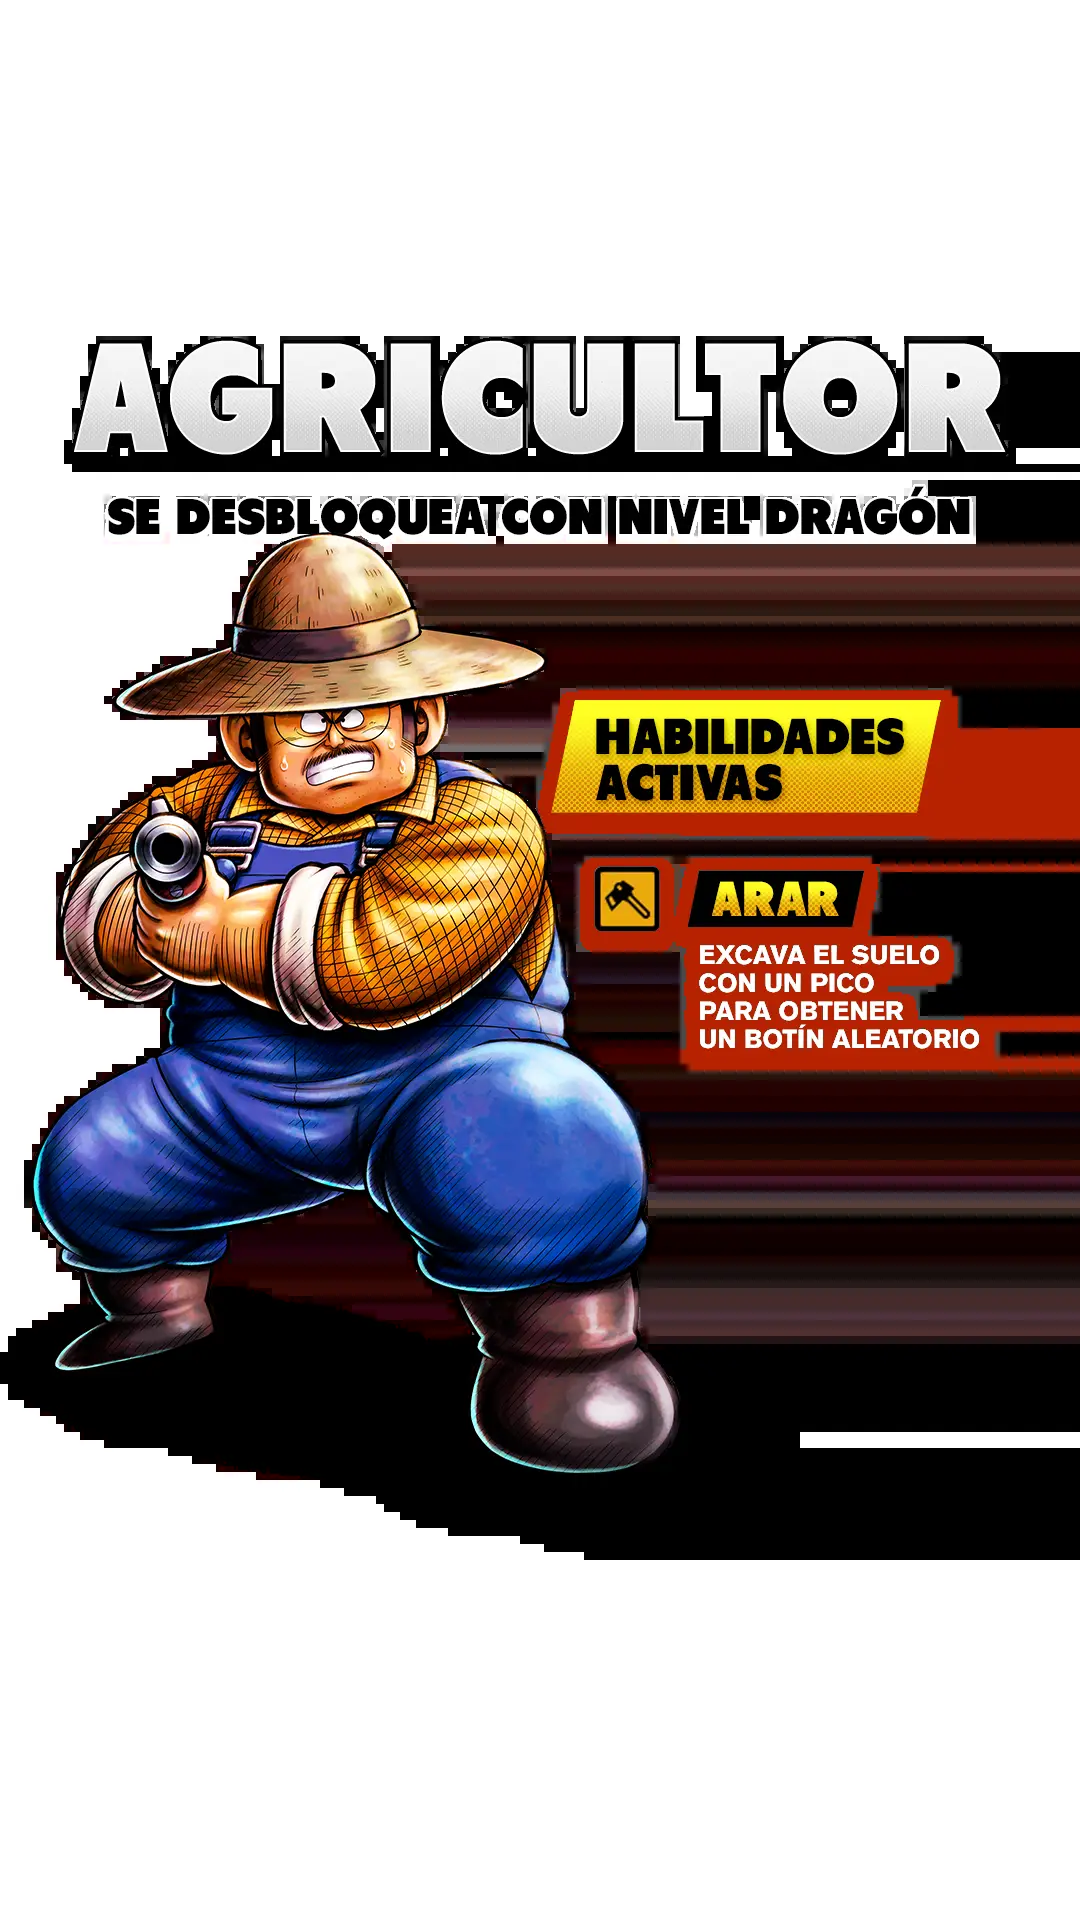 AGRICULTOR
SE DESBLOQUEA CON NIVEL DRAGÓN
HABILIDADES
ACTIVAS
ARAR
EXCAVA EL SUELO
CON UN PICO
PARA OBTENER
UN BOTÍN ALEATORIO